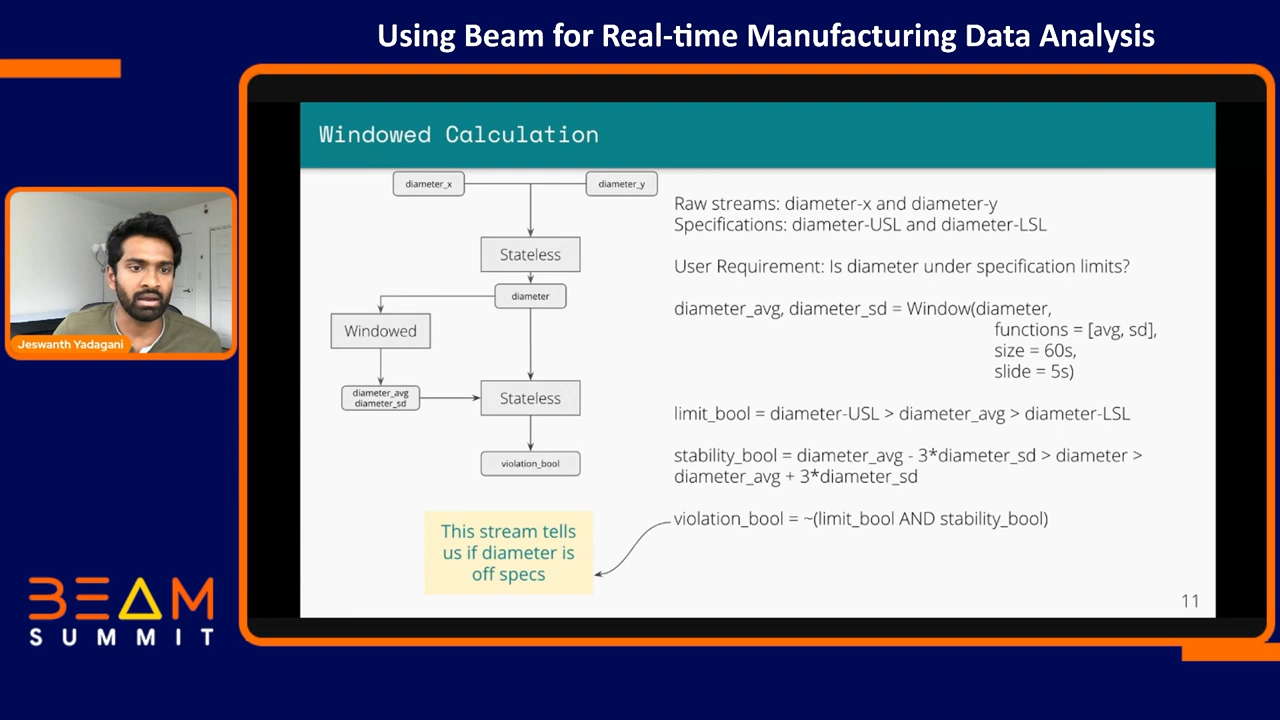 Using Beam for Real-time Manufacturing Data Analysis
Windowed Calculation
diameter_x
diameter_y
Stateless
diameter
Windowed
diameter_avg
diameter_sd
Stateless
violation_bool
This stream tells
us if diameter is
off specs
Raw streams: diameter-x and diameter-y
Specifications: diameter-USL and diameter-LSL
User Requirement: Is diameter under specification limits?
diameter_avg, diameter_sd = Window(diameter,
functions = [avg, sd],
size = 60s,
slide = 5s)
limit_bool = diameter-USL > diameter_avg > diameter-LSL
stability_bool = diameter_avg - 3*diameter_sd > diameter >
diameter_avg + 3*diameter_sd
violation_bool = ~(limit_bool AND stability_bool)
11
Jeswanth Yadagani
BEAM
SUMMIT